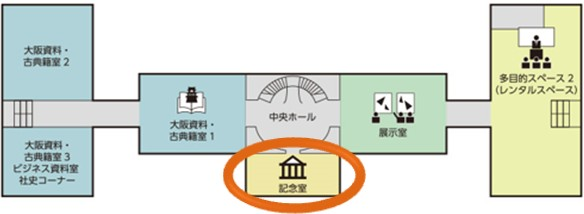 大阪資料・
古典籍室 2
大阪資料・
古典籍室 3
ビジネス資料室
社史コーナー
大阪資料・
古典籍室 1
中央ホール
記念室
展示室
多目的スペース 2
（レンタルスペース）